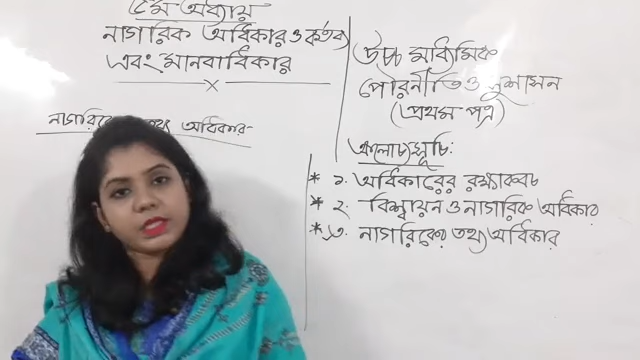 ৫ম অধ্যায়
নাগরিক অধিকার ও কর্তব্য
এবং মানবাধিকার
নাগরিকের তথ্য অধিকার-
উচ্চ মাধ্যমিক
পৌরনীতি ও সুশাসন
(প্রথম পত্র)
আলোচ্যসূচি:
* ১. অধিকারের রক্ষাকবচ
* ২. বিশ্বায়ন ও নাগরিক অধিকার
* ৩. নাগরিকের তথ্য অধিকার